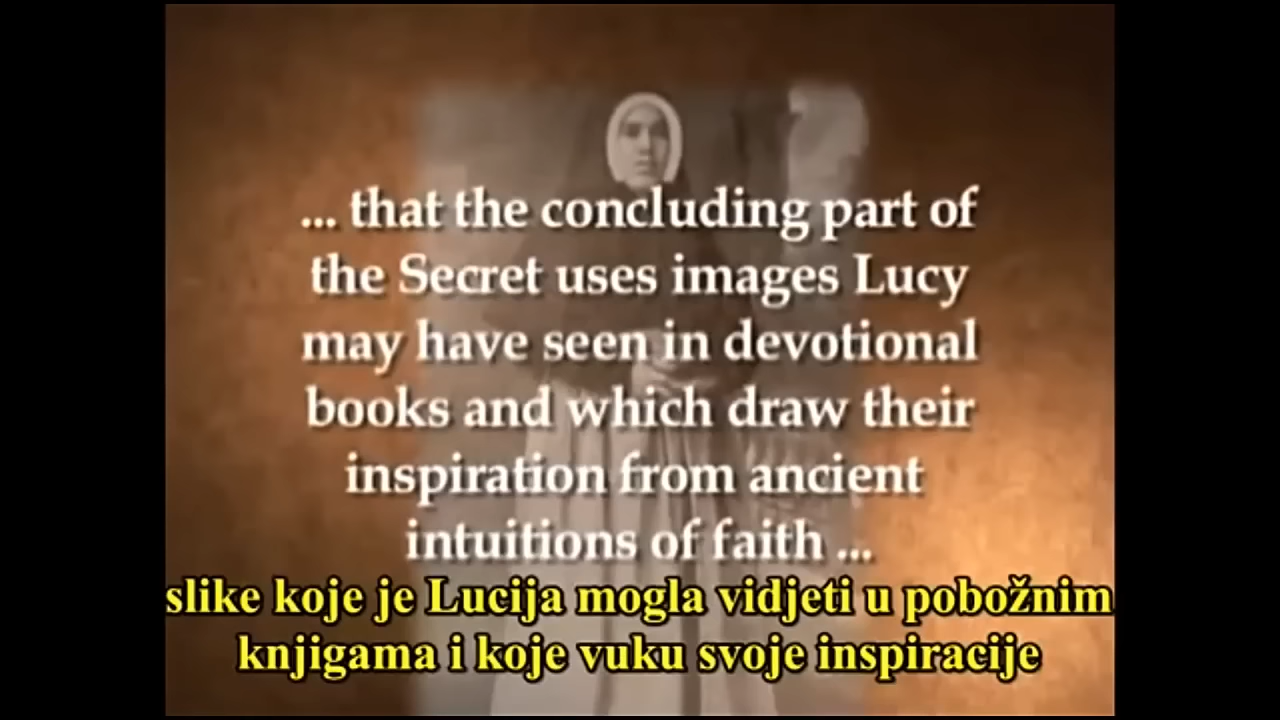 ... that the concluding part of
the Secret uses images Lucy
may have seen in devotional
books and which draw their
inspiration from ancient
intuitions of faith ...
slike koje je Lucija mogla vidjeti u pobožnim
knjigama i koje vuku svoje inspiracije